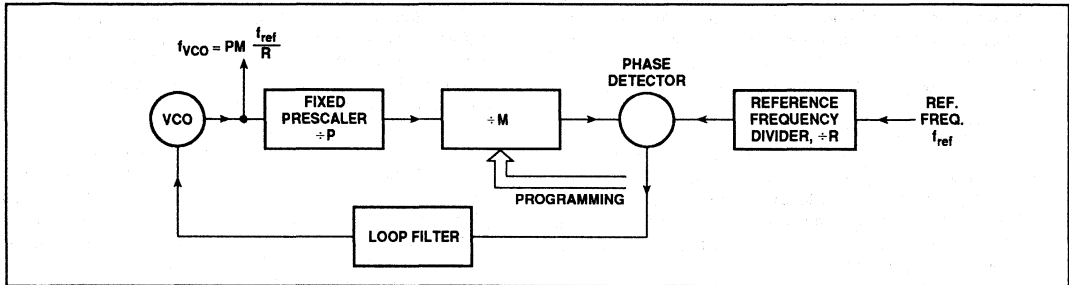 fVCO = PM fref/R
VCO
FIXED
PRESCALER
÷P
÷M
PHASE
DETECTOR
REFERENCE
FREQUENCY
DIVIDER, ÷R
REF.
FREQ.
fref
PROGRAMMING
LOOP FILTER